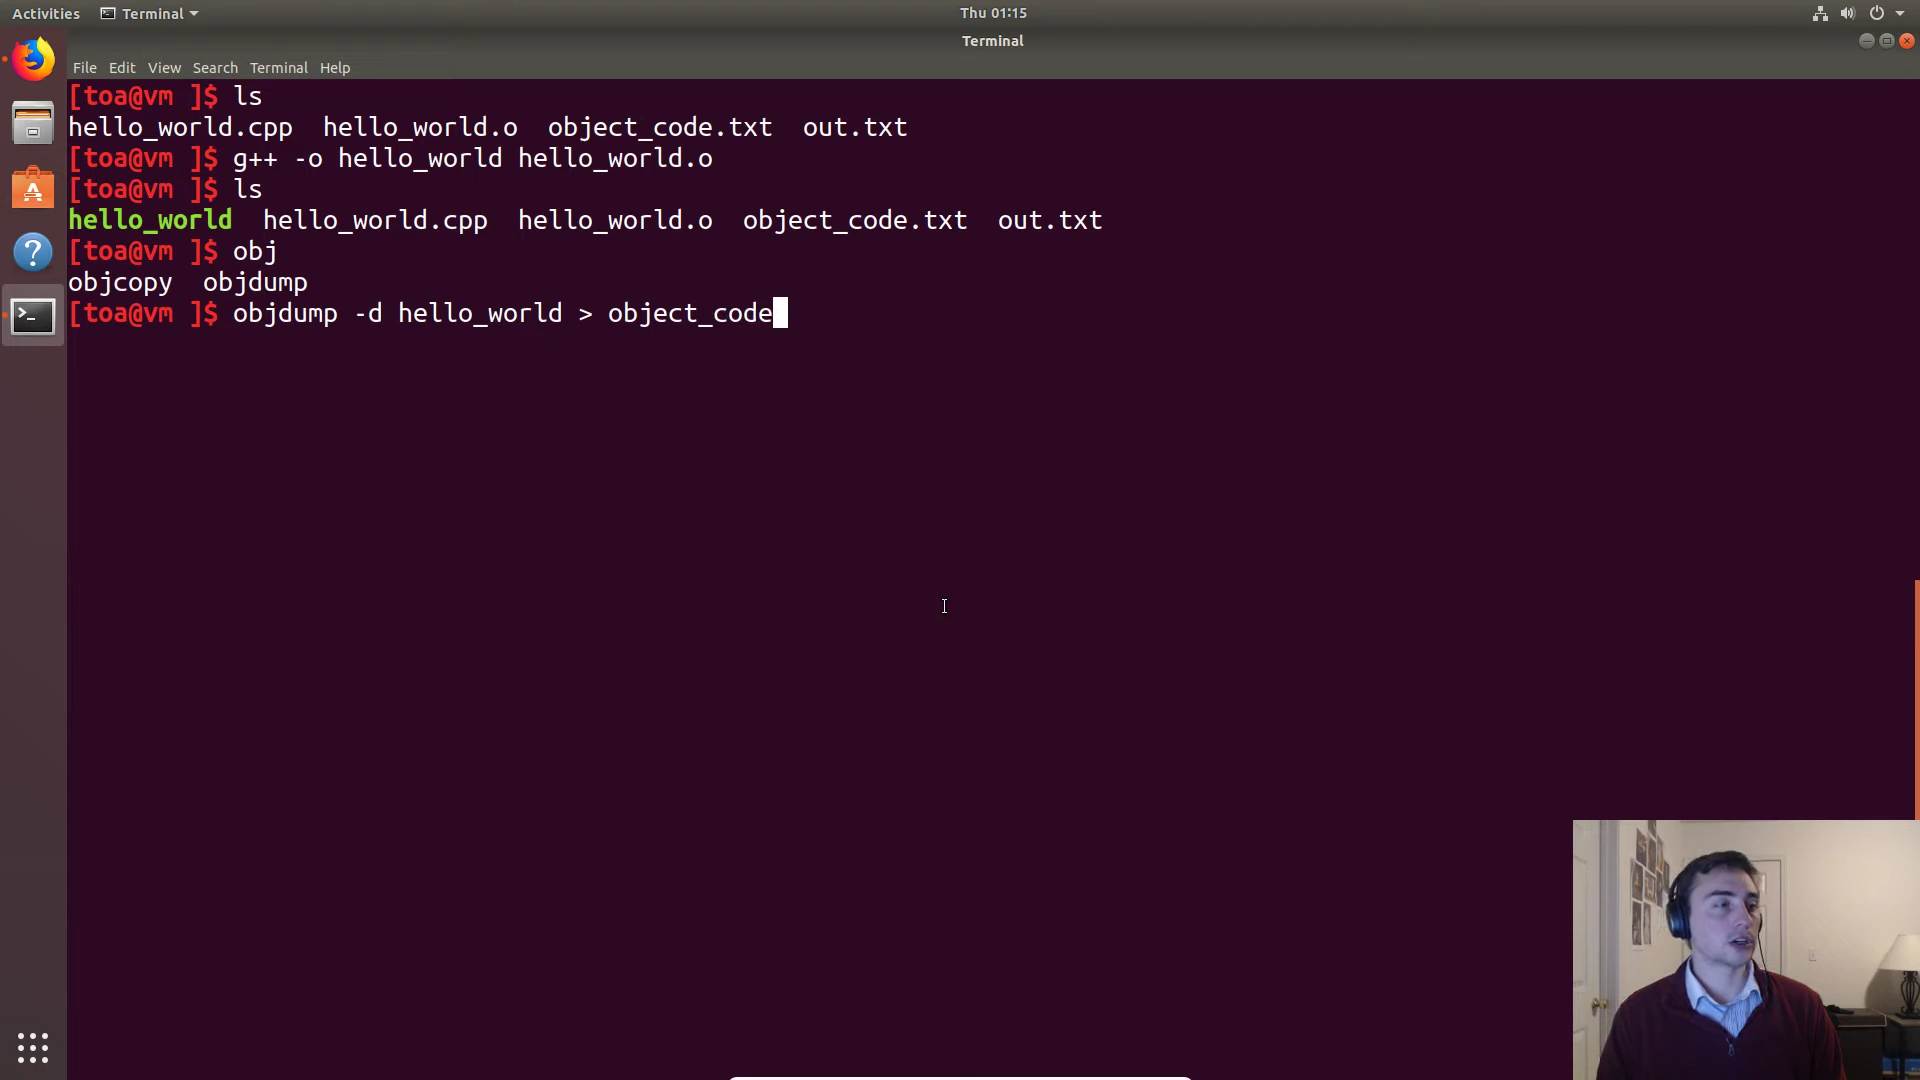 Activities Terminal Thu 01:15
Terminal
File Edit View Search Terminal Help
[toa@vm ]$ ls
hello_world.cpp hello_world.o object_code.txt out.txt
[toa@vm ]$ g++ -o hello_world hello_world.o
[toa@vm ]$ ls
hello_world hello_world.cpp hello_world.o object_code.txt out.txt
[toa@vm ]$ obj
objcopy objdump
[toa@vm ]$ objdump -d hello_world > object_code